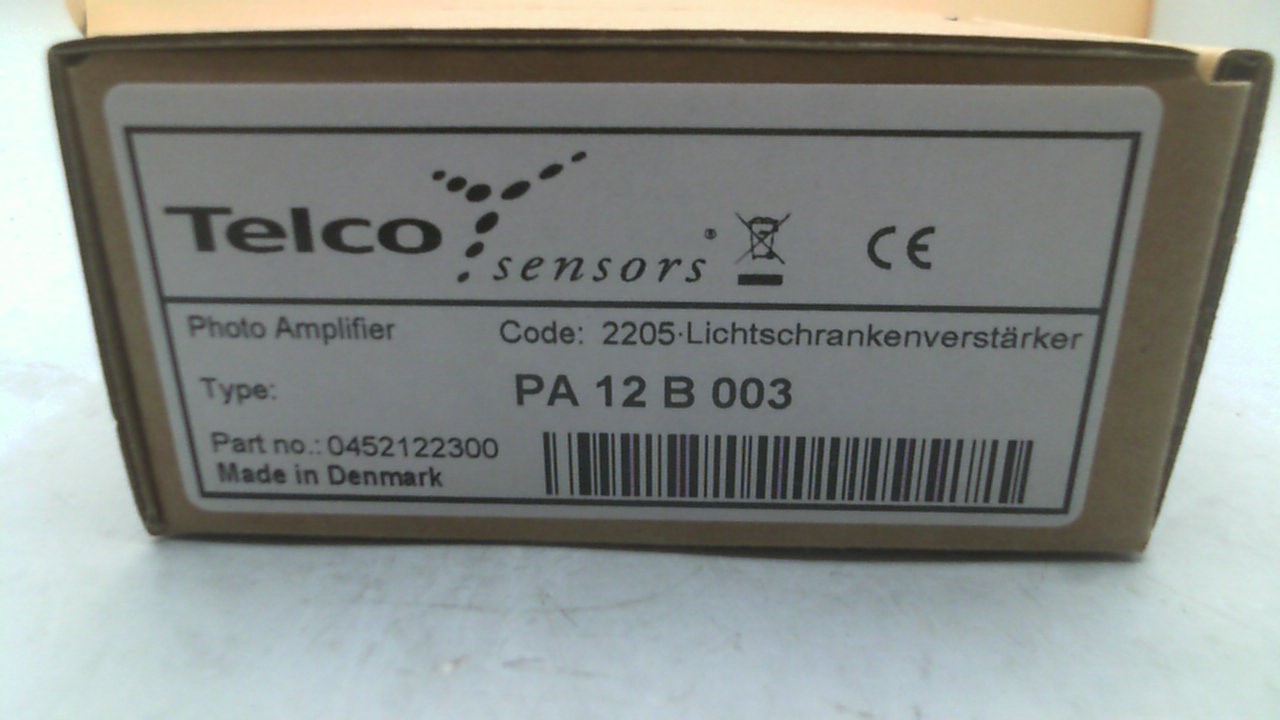 Telco sensors®
CE
Photo Amplifier Code: 2205·Lichtschrankenverstärker
Type: PA 12 B 003
Part no.: 0452122300
Made in Denmark